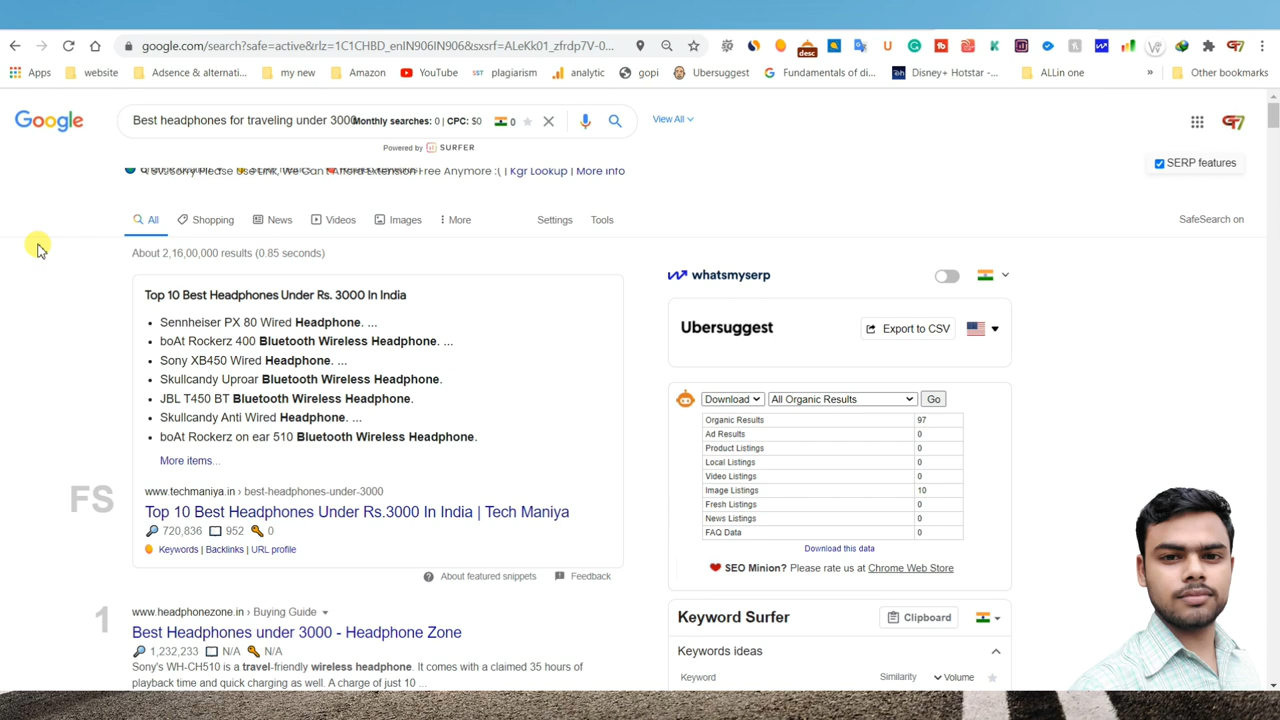 google.com/search?safe=active&rlz=1C1CHBD_enIN906IN906&sxsrf=ALeKk01_zfrdp7V-0...
desc
Apps website Adsence & alternati... my new Amazon YouTube plagiarism analytic gopi Ubersuggest Fundamentals of di... Disney+ Hotstar -... ALLin one » Other bookmarks
Google
Best headphones for traveling under 3000
Monthly searches: 0 | CPC: $0
0
View All
Powered by SURFER
SERP features
Sorry Please Use Link, We Can't Afford Extension Free Anymore :( | Kgr Lookup | More info
All Shopping News Videos Images More Settings Tools
SafeSearch on
About 2,16,00,000 results (0.85 seconds)
Top 10 Best Headphones Under Rs. 3000 In India
• Sennheiser PX 80 Wired Headphone. ...
• boAt Rockerz 400 Bluetooth Wireless Headphone. ...
• Sony XB450 Wired Headphone. ...
• Skullcandy Uproar Bluetooth Wireless Headphone.
• JBL T450 BT Bluetooth Wireless Headphone.
• Skullcandy Anti Wired Headphone. ...
• boAt Rockerz on ear 510 Bluetooth Wireless Headphone.
More items...
FS
www.techmaniya.in › best-headphones-under-3000
Top 10 Best Headphones Under Rs.3000 In India | Tech Maniya
720,836 952 0
Keywords | Backlinks | URL profile
About featured snippets Feedback
1
www.headphonezone.in › Buying Guide
Best Headphones under 3000 - Headphone Zone
1,232,233 N/A N/A
Sony's WH-CH510 is a travel-friendly wireless headphone. It comes with a claimed 35 hours of
playback time and quick charging as well. A charge of just 10 ...
whatsmyserp
Ubersuggest
Export to CSV
Download All Organic Results Go
Organic Results 97
Ad Results 0
Product Listings 0
Local Listings 0
Video Listings 0
Image Listings 10
Fresh Listings 0
News Listings 0
FAQ Data 0
Download this data
SEO Minion? Please rate us at Chrome Web Store
Keyword Surfer
Clipboard
Keywords ideas
Keyword Similarity Volume